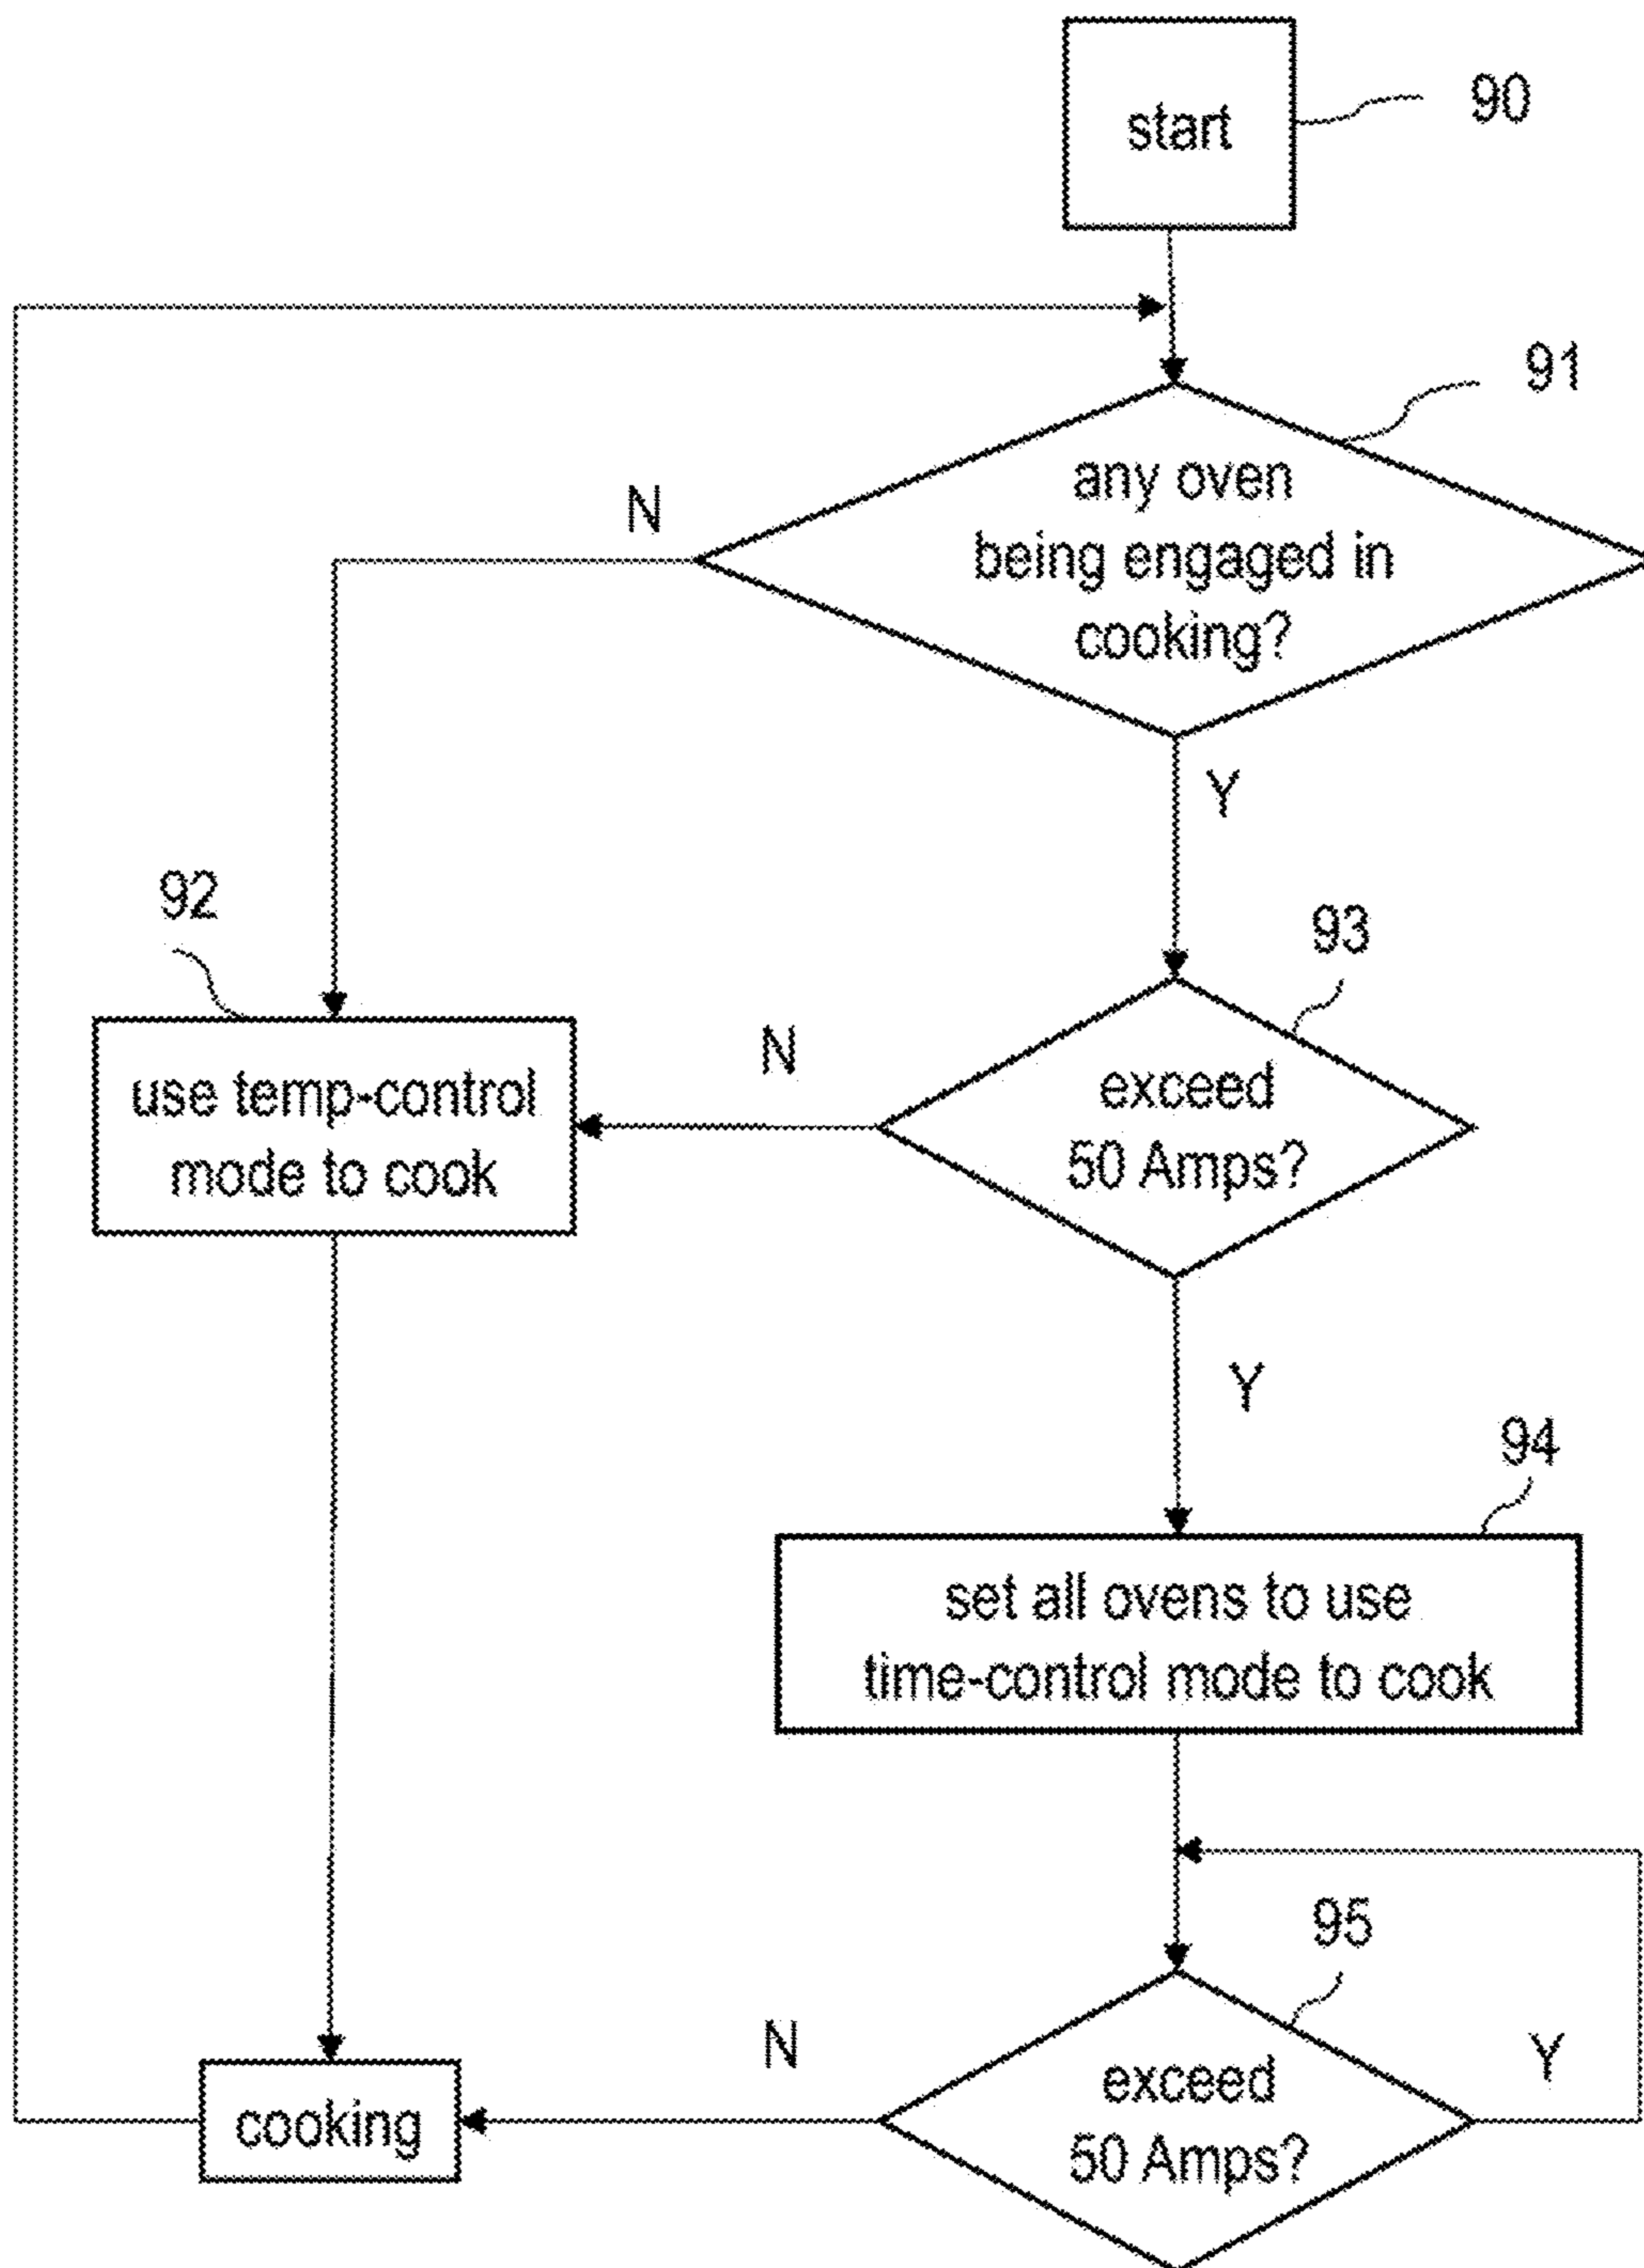 start
90
91
any oven
being engaged in
cooking?
N
Y
92
93
use temp-control
mode to cook
N
exceed
50 Amps?
Y
94
set all ovens to use
time-control mode to cook
95
N
exceed
50 Amps?
Y
cooking